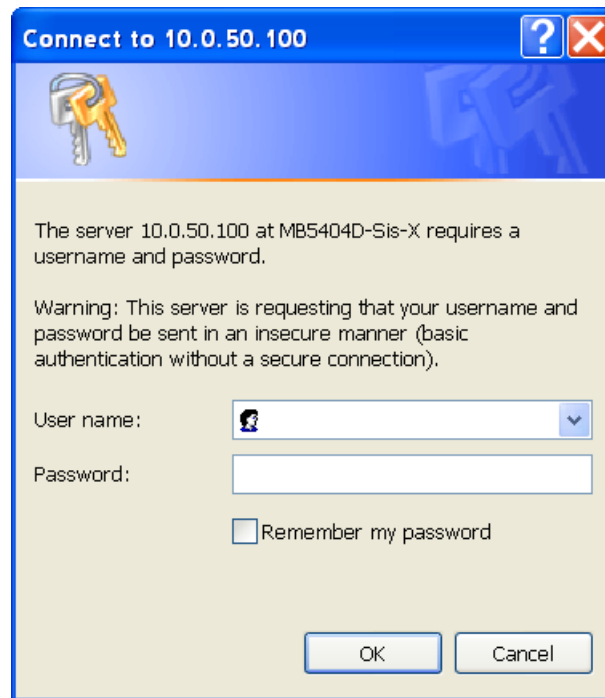 Connect to 10.0.50.100
The server 10.0.50.100 at MB5404D-Sis-X requires a
username and password.
Warning: This server is requesting that your username and
password be sent in an insecure manner (basic
authentication without a secure connection).
User name:
Password:
Remember my password
OK Cancel